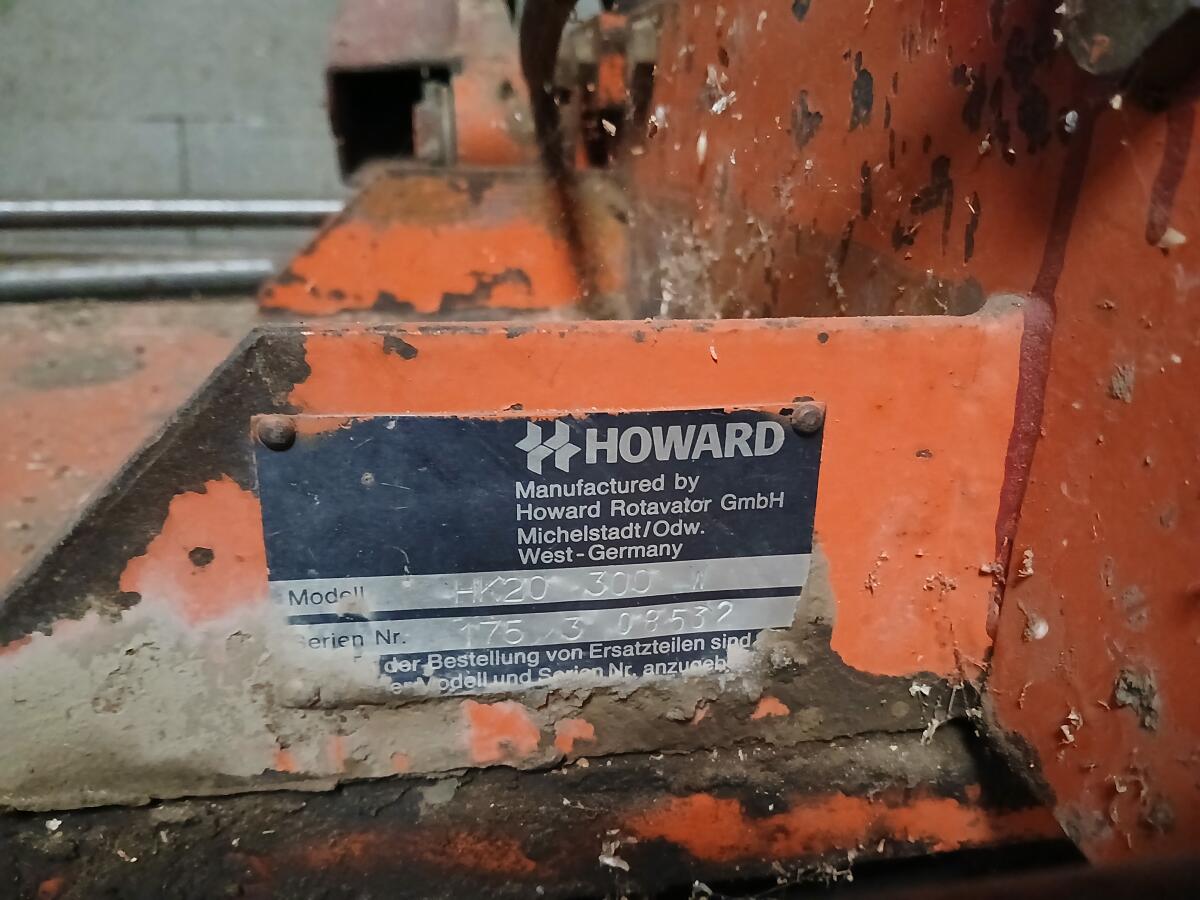 HOWARD
Manufactured by
Howard Rotavator GmbH
Michelstadt/Odw.
West-Germany
Modell HK20 300 W
Serien Nr. 175 3 08532
der Bestellung von Ersatzteilen sind
Modell und Serien Nr. anzugeb